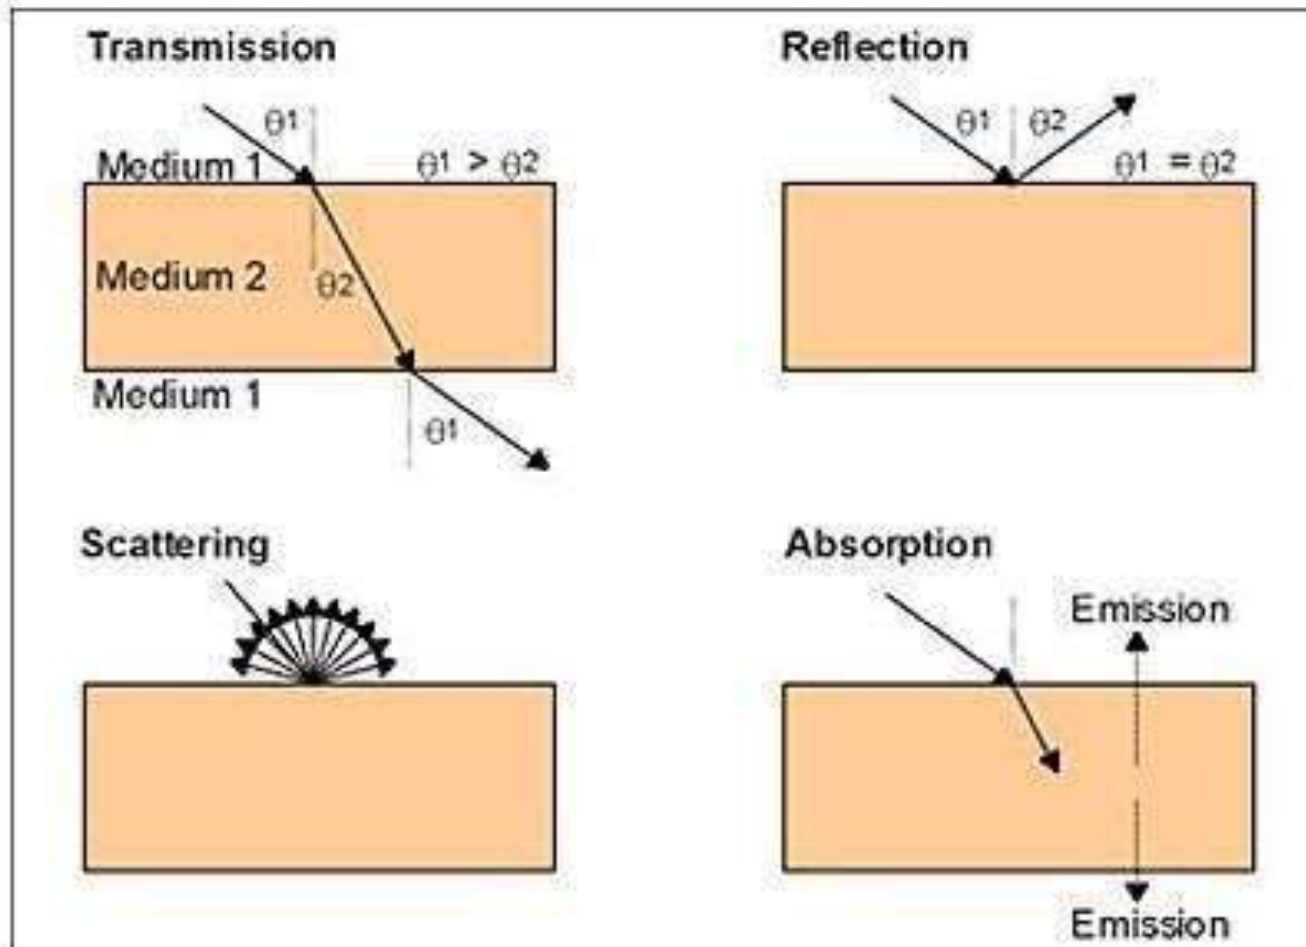 Transmission
θ1
Medium 1
θ1 > θ2
Medium 2
θ2
Medium 1
θ1
Reflection
θ1
θ2
θ1 = θ2
Scattering
Absorption
Emission
Emission